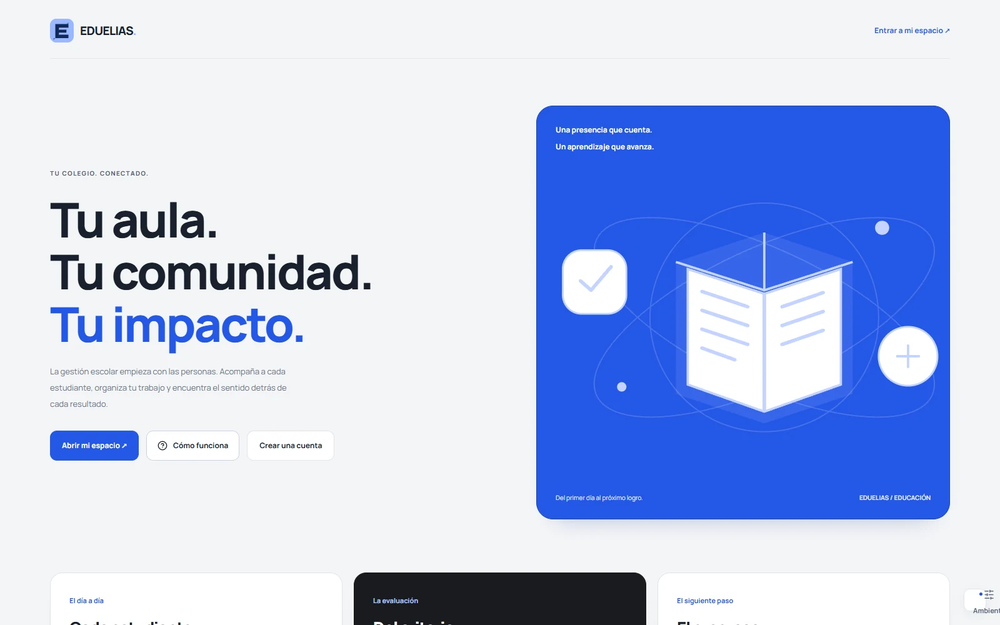 EDUELIAS.
Entrar a mi espacio ↗
TU COLEGIO. CONECTADO.
Tu aula.
Tu comunidad.
Tu impacto.
La gestión escolar empieza con las personas. Acompaña a cada
estudiante, organiza tu trabajo y encuentra el sentido detrás de
cada resultado.
Abrir mi espacio ↗
Cómo funciona
Crear una cuenta
Una presencia que cuenta.
Un aprendizaje que avanza.
Del primer día al próximo logro.
EDUELIAS / EDUCACIÓN
El día a día
La evaluación
El siguiente paso
Cada estudiante